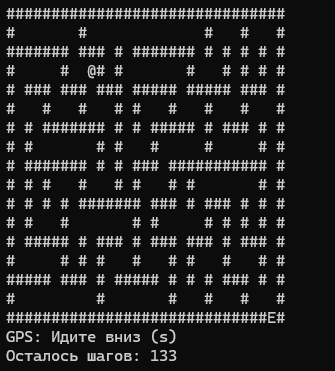 ###############################
#       #             #   #   #
####### ### # ####### # # # # #
#     #  @# #       #   # # # #
# ### ### ### ##### ##### ### #
#   #   #   # #   #   #   #   #
# # ####### # # ##### # ### # #
# #       # #   #     #     # #
# ####### # # ### ########### #
# # #   #   # #   # #       # #
# # # # ####### ### # ### # # #
# #   #       # #     # # # # #
# ##### # ### # ### ### # ### #
#     # # #   #   # #   # #   #
##### ### # ##### # # # ### # #
#         #       #   #   #   #
#############################E#
GPS: Идите вниз (s)
Осталось шагов: 133